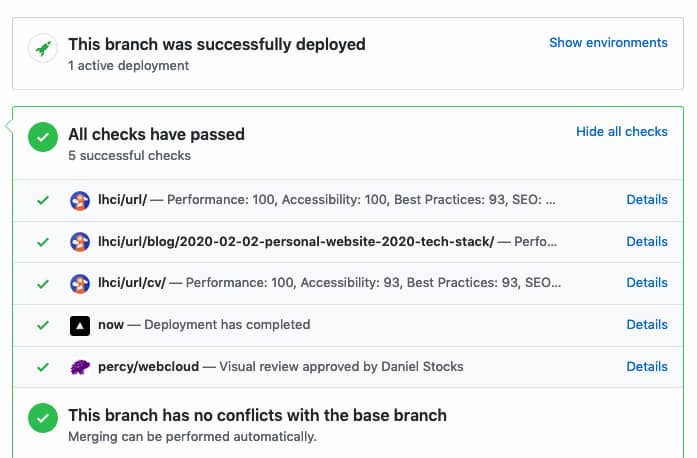 This branch was successfully deployed
Show environments
1 active deployment
All checks have passed
Hide all checks
5 successful checks
lhci/url/ — Performance: 100, Accessibility: 100, Best Practices: 93, SEO: ...
Details
lhci/url/blog/2020-02-02-personal-website-2020-tech-stack/ — Perfo...
Details
lhci/url/cv/ — Performance: 100, Accessibility: 93, Best Practices: 93, SEO...
Details
now — Deployment has completed
Details
percy/webcloud — Visual review approved by Daniel Stocks
Details
This branch has no conflicts with the base branch
Merging can be performed automatically.